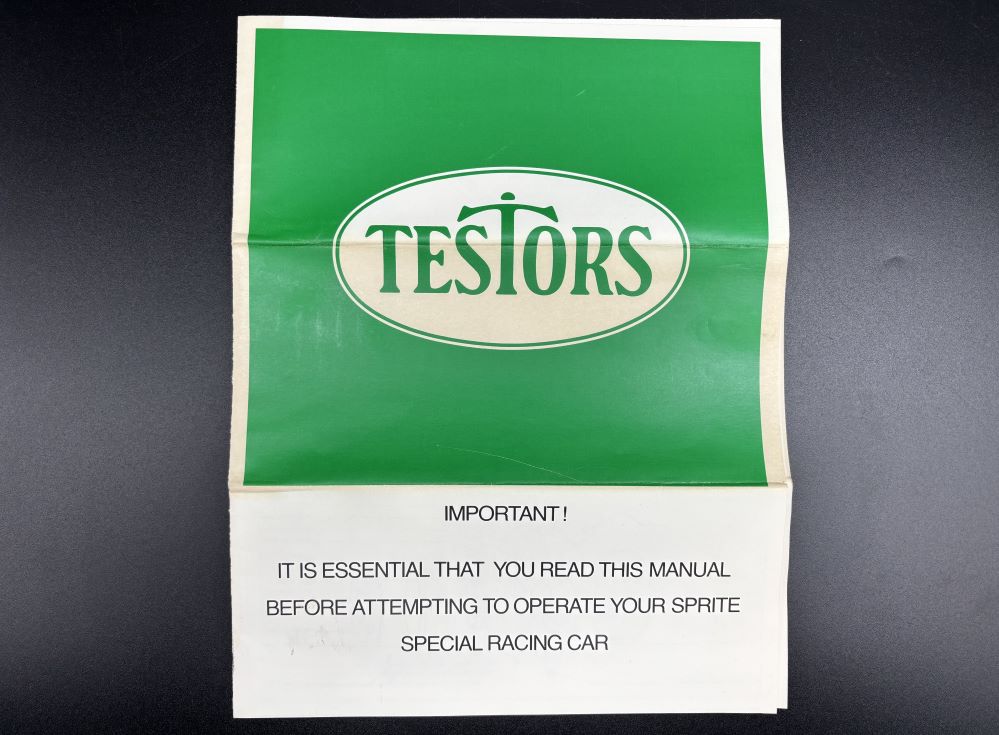 TESTORS
IMPORTANT!
IT IS ESSENTIAL THAT YOU READ THIS MANUAL
BEFORE ATTEMPTING TO OPERATE YOUR SPRITE
SPECIAL RACING CAR